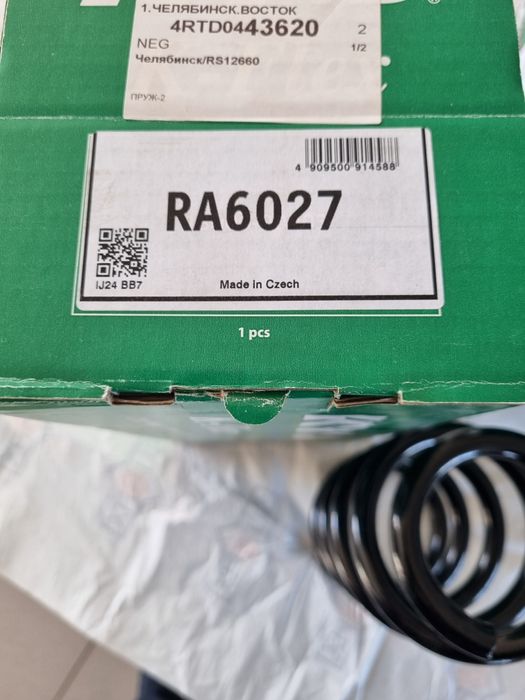 1.ЧЕЛЯБИНСК.ВОСТОК
4RTD0443620 2
NEG 1/2
Челябинск/RS12660
ПРУЖ-2
4 909500 914588
RA6027
IJ24 BB7
Made in Czech
1 pcs